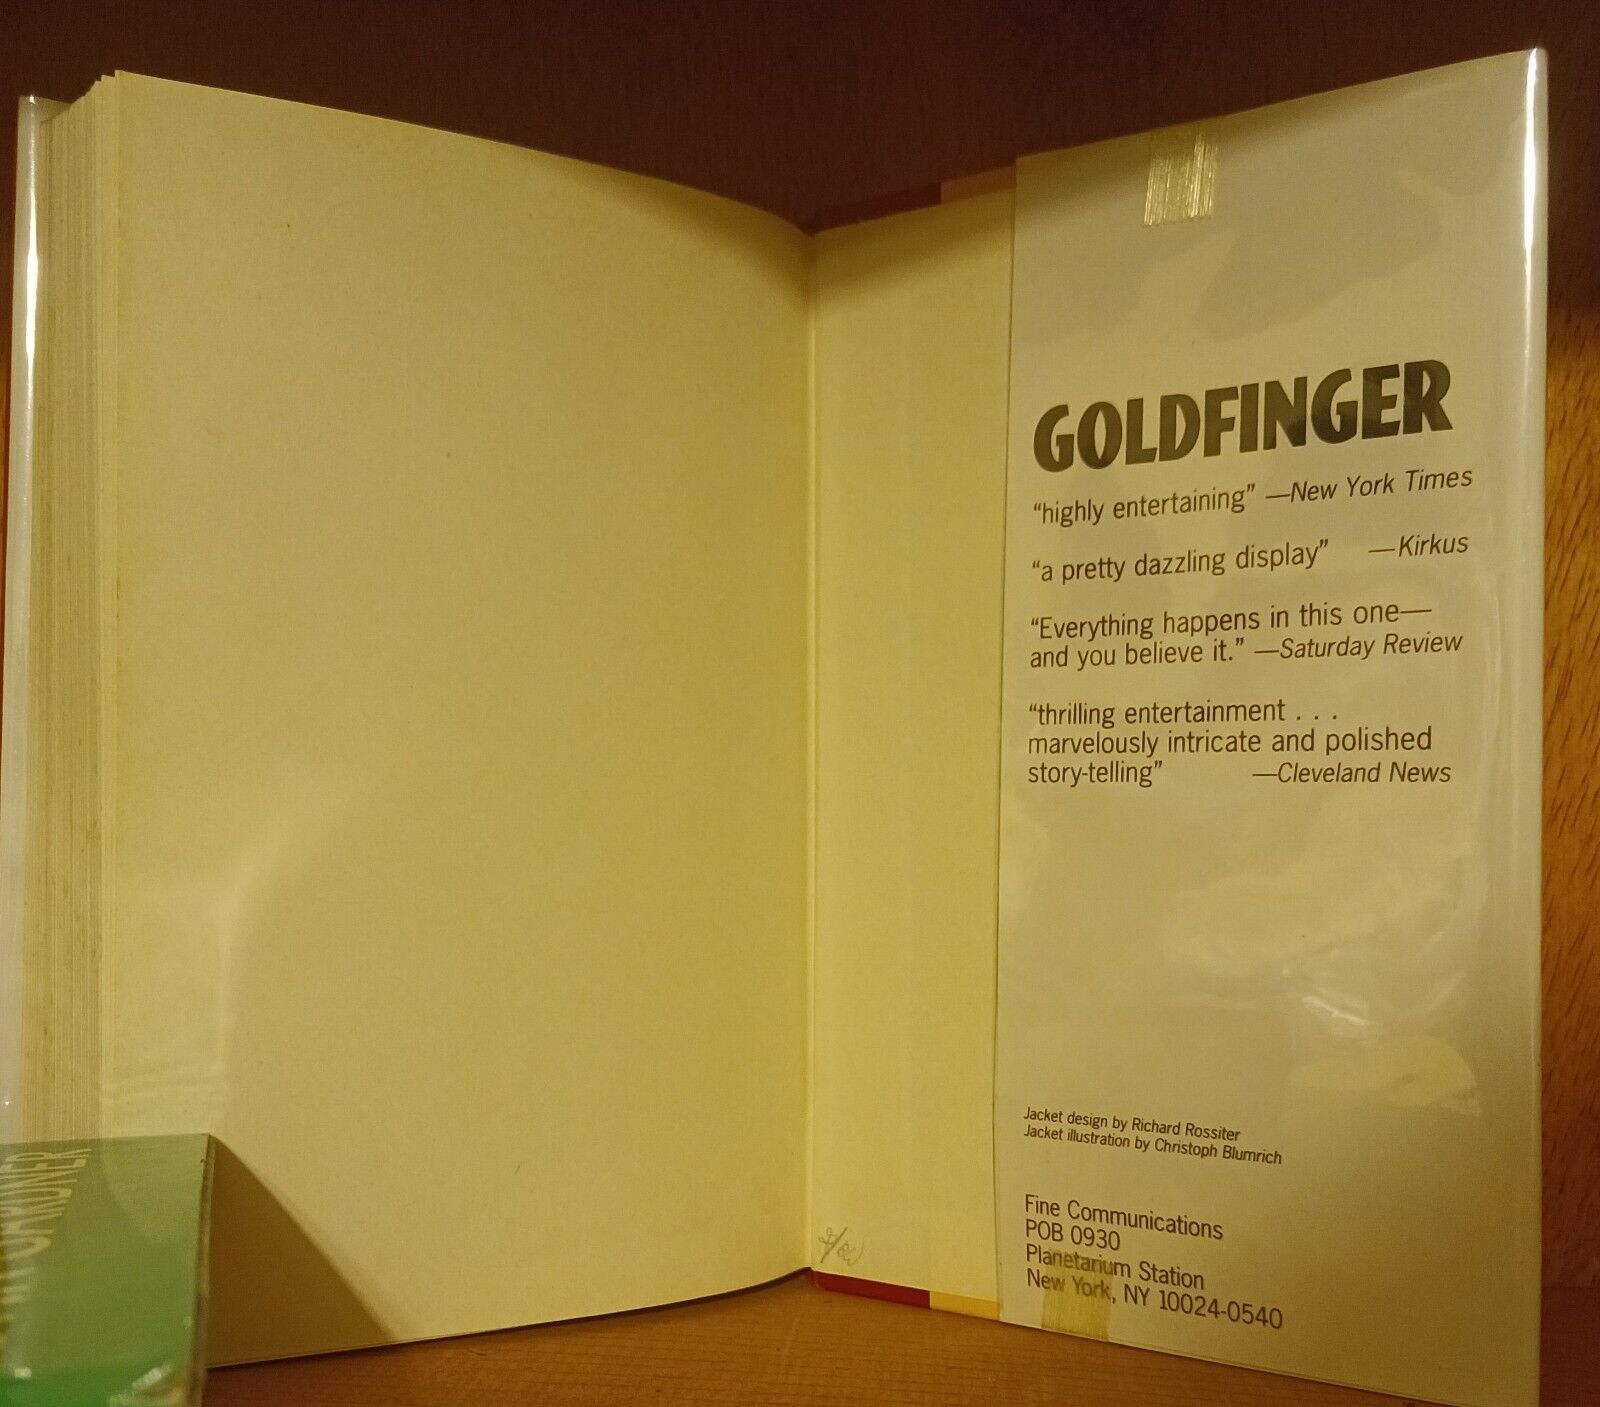 GOLDFINGER
“highly entertaining” —New York Times
“a pretty dazzling display” —Kirkus
“Everything happens in this one—
and you believe it.” —Saturday Review
“thrilling entertainment . . .
marvelously intricate and polished
story-telling” —Cleveland News
Jacket design by Richard Rossiter
Jacket illustration by Christoph Blumrich
Fine Communications
POB 0930
Planetarium Station
New York, NY 10024-0540
GARDNER